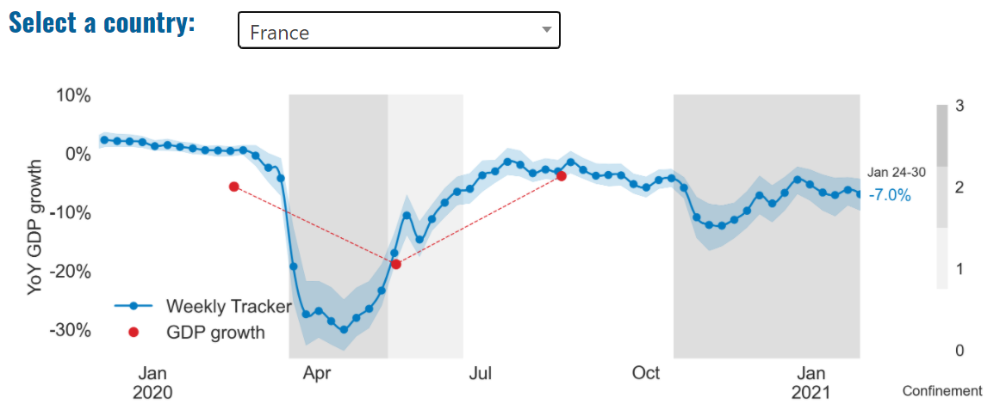 Select a country:
France
10%
0%
-10%
-20%
-30%
YoY GDP growth
Weekly Tracker
GDP growth
Jan
2020
Apr
Jul
Oct
Jan
2021
Jan 24-30
-7.0%
3
2
1
0
Confinement